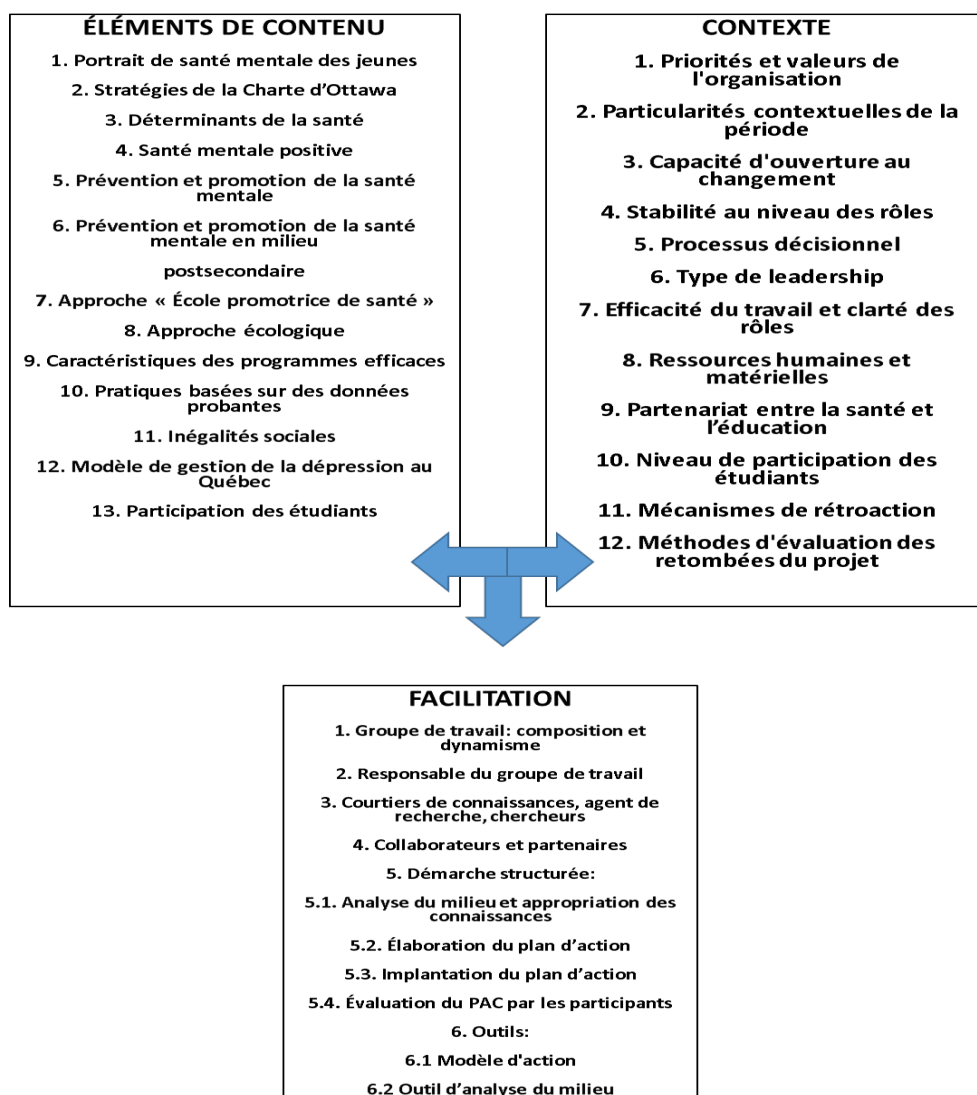 ÉLÉMENTS DE CONTENU
1. Portrait de santé mentale des jeunes
2. Stratégies de la Charte d'Ottawa
3. Déterminants de la santé
4. Santé mentale positive
5. Prévention et promotion de la santé
mentale
6. Prévention et promotion de la santé
mentale en milieu
postsecondaire
7. Approche « École promotrice de santé »
8. Approche écologique
9. Caractéristiques des programmes efficaces
10. Pratiques basées sur des données
probantes
11. Inégalités sociales
12. Modèle de gestion de la dépression au
Québec
13. Participation des étudiants
CONTEXTE
1. Priorités et valeurs de
l'organisation
2. Particularités contextuelles de la
période
3. Capacité d'ouverture au
changement
4. Stabilité au niveau des rôles
5. Processus décisionnel
6. Type de leadership
7. Efficacité du travail et clarté des
rôles
8. Ressources humaines et
matérielles
9. Partenariat entre la santé et
l'éducation
10. Niveau de participation des
étudiants
11. Mécanismes de rétroaction
12. Méthodes d'évaluation des
retombées du projet
FACILITATION
1. Groupe de travail: composition et
dynamisme
2. Responsable du groupe de travail
3. Courtiers de connaissances, agent de
recherche, chercheurs
4. Collaborateurs et partenaires
5. Démarche structurée:
5.1. Analyse du milieu et appropriation des
connaissances
5.2. Élaboration du plan d'action
5.3. Implantation du plan d'action
5.4. Évaluation du PAC par les participants
6. Outils:
6.1 Modèle d'action
6.2 Outil d'analyse du milieu